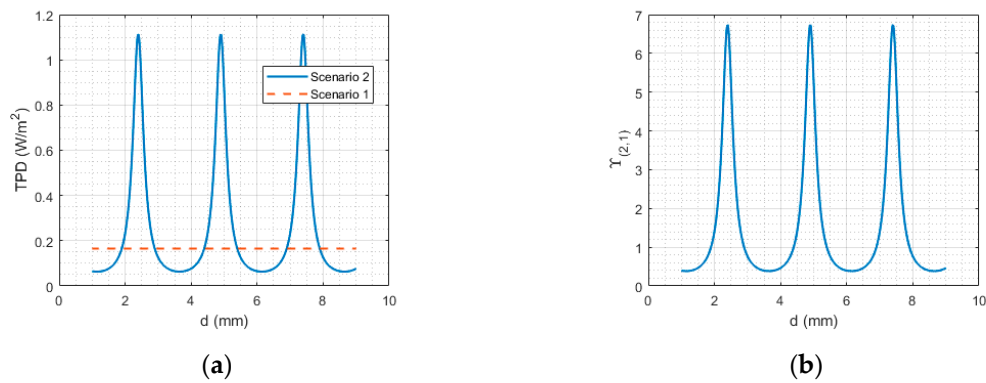 1.2
1
0.8
0.6
0.4
0.2
0
TPD (W/m²)
Scenario 2
Scenario 1
0 2 4 6 8 10
d (mm)
(a)
7
6
5
4
3
2
1
0
ϒ(2,1)
0 2 4 6 8 10
d (mm)
(b)